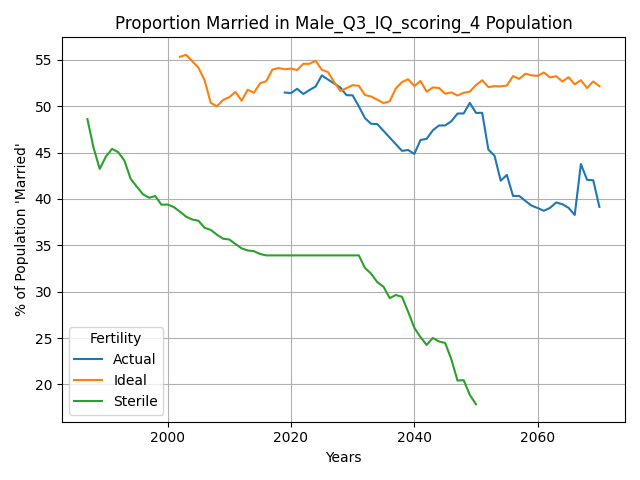 Proportion Married in Male_Q3_IQ_scoring_4 Population
% of Population 'Married'
55
50
45
40
35
30
25
20
Fertility
Actual
Ideal
Sterile
2000
2020
2040
2060
Years